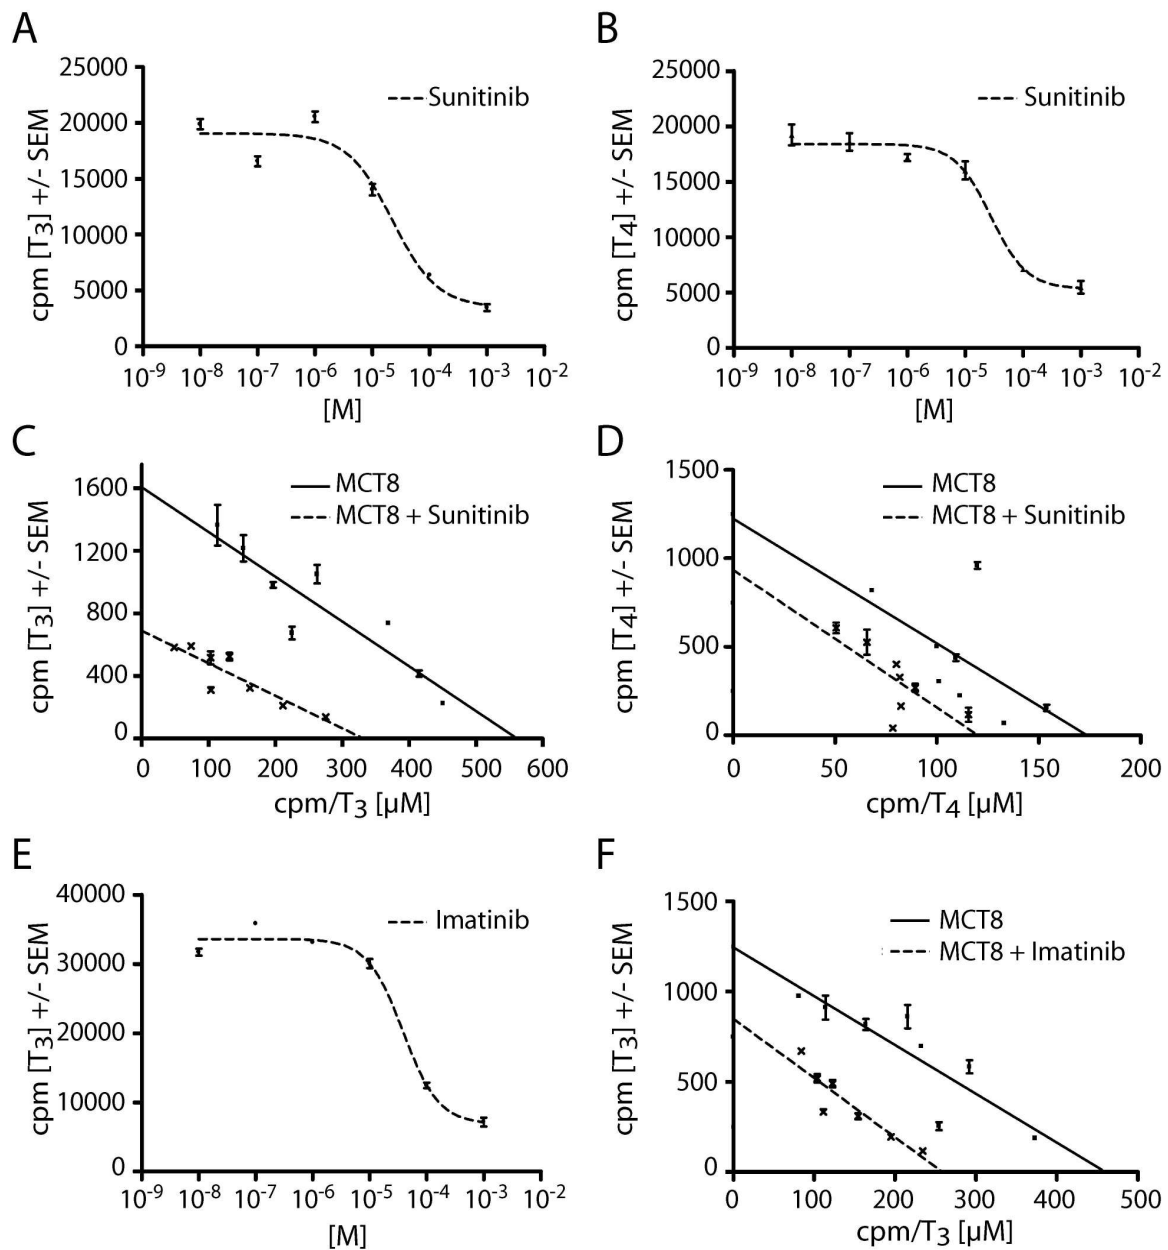 A
cpm [T3] +/- SEM
25000
20000
15000
10000
5000
0
Sunitinib
10-9 10-8 10-7 10-6 10-5 10-4 10-3 10-2
[M]
B
cpm [T4] +/- SEM
25000
20000
15000
10000
5000
0
Sunitinib
10-9 10-8 10-7 10-6 10-5 10-4 10-3 10-2
[M]
C
cpm [T3] +/- SEM
1600
1200
800
400
0
MCT8
MCT8 + Sunitinib
0 100 200 300 400 500 600
cpm/T3 [µM]
D
cpm [T4] +/- SEM
1500
1000
500
0
MCT8
MCT8 + Sunitinib
0 50 100 150 200
cpm/T4 [µM]
E
cpm [T3] +/- SEM
40000
30000
20000
10000
0
Imatinib
10-9 10-8 10-7 10-6 10-5 10-4 10-3 10-2
[M]
F
cpm [T3] +/- SEM
1500
1000
500
0
MCT8
MCT8 + Imatinib
0 100 200 300 400 500
cpm/T3 [µM]